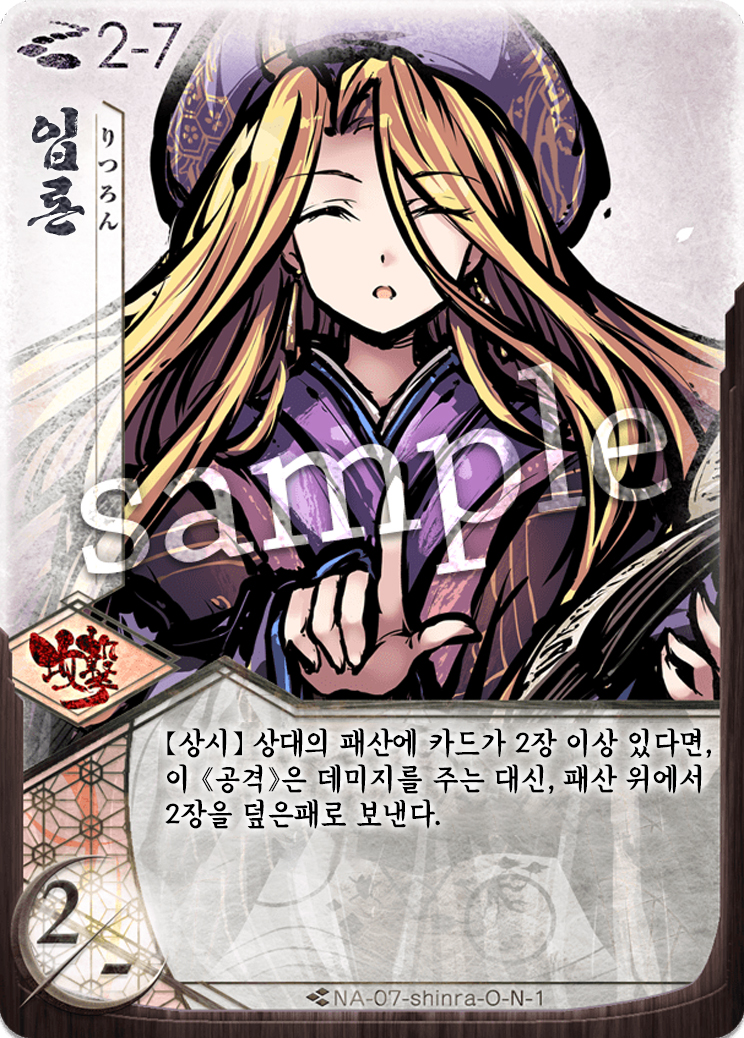 2-7
입론
りつろん
sample
공격
【상시】 상대의 패산에 카드가 2장 이상 있다면,
이 《공격》은 데미지를 주는 대신, 패산 위에서
2장을 덮은패로 보낸다.
2/-
NA-07-shinra-O-N-1